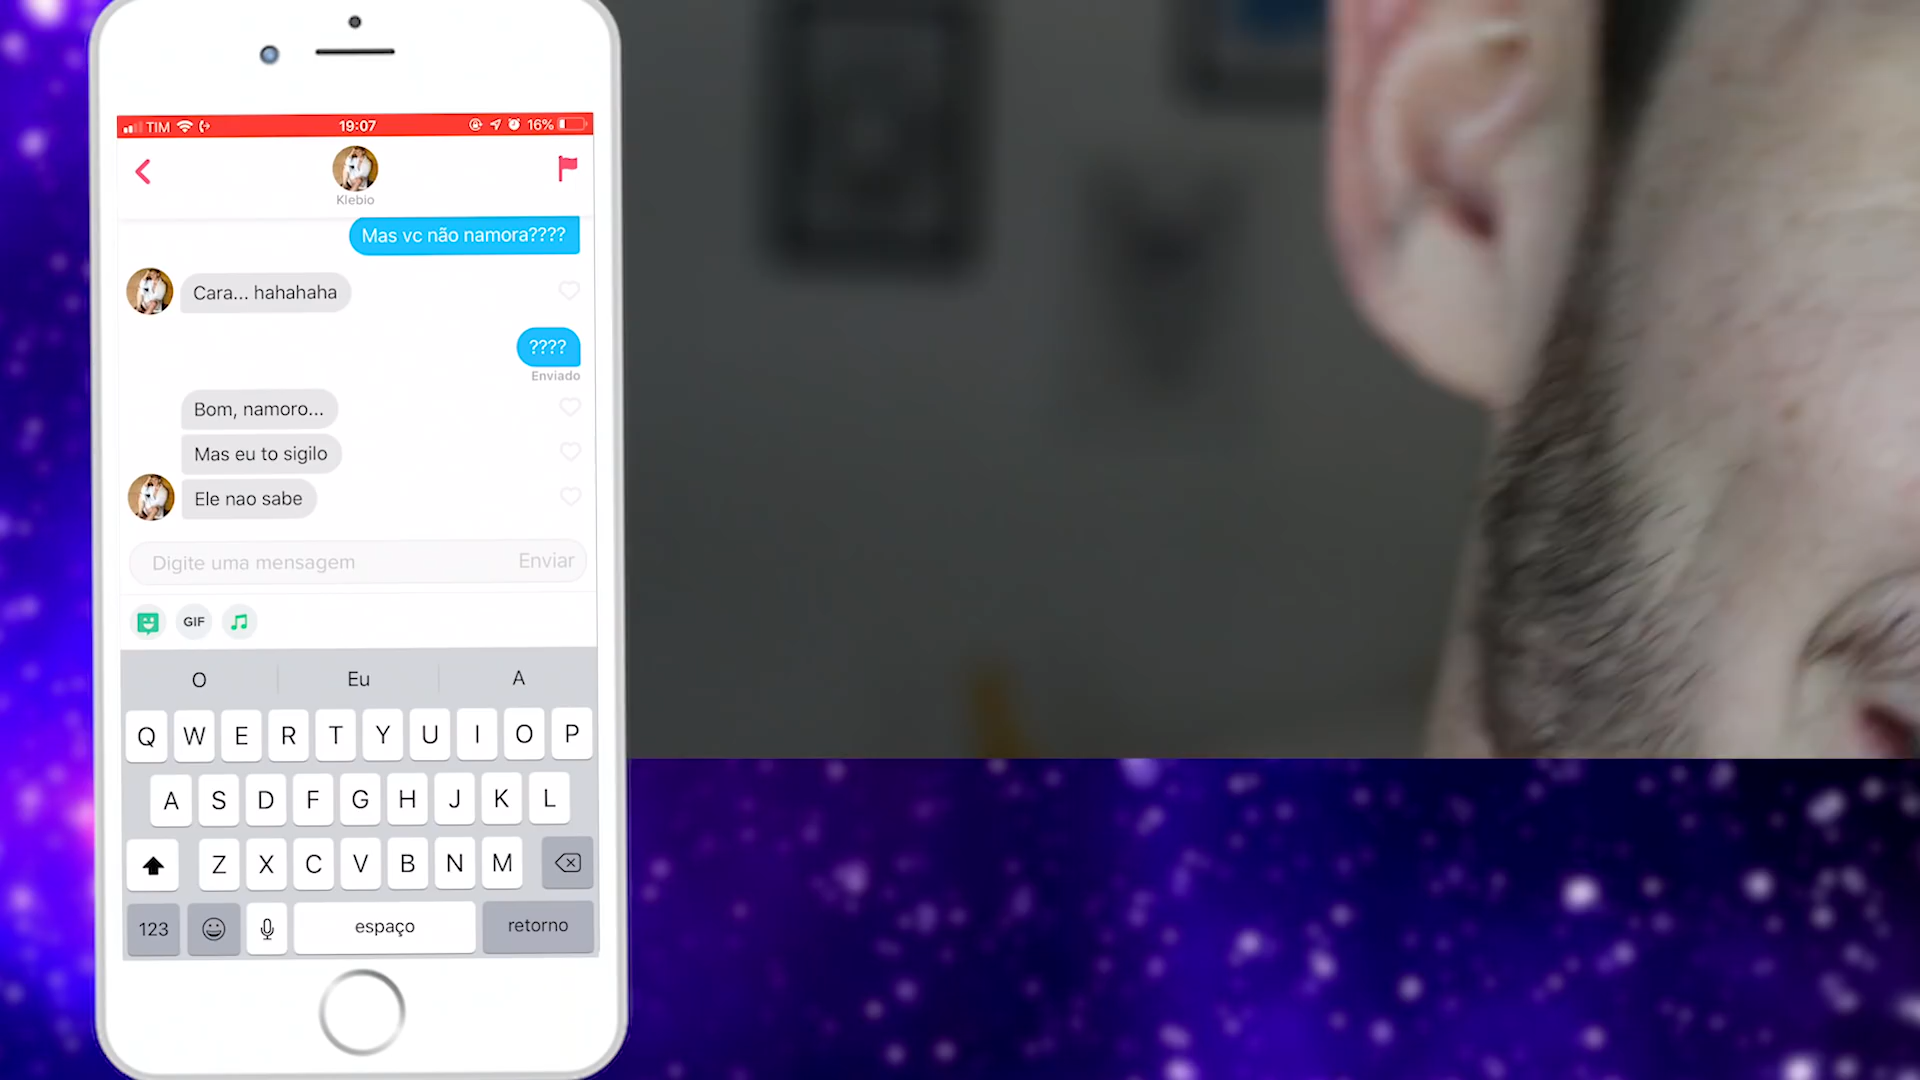 TIM 19:07 16%
Klebio
Mas vc não namora????
Cara... hahahaha
????
Enviado
Bom, namoro...
Mas eu to sigilo
Ele nao sabe
Digite uma mensagem Enviar
GIF
O Eu A
Q W E R T Y U I O P
A S D F G H J K L
Z X C V B N M
123 espaço retorno